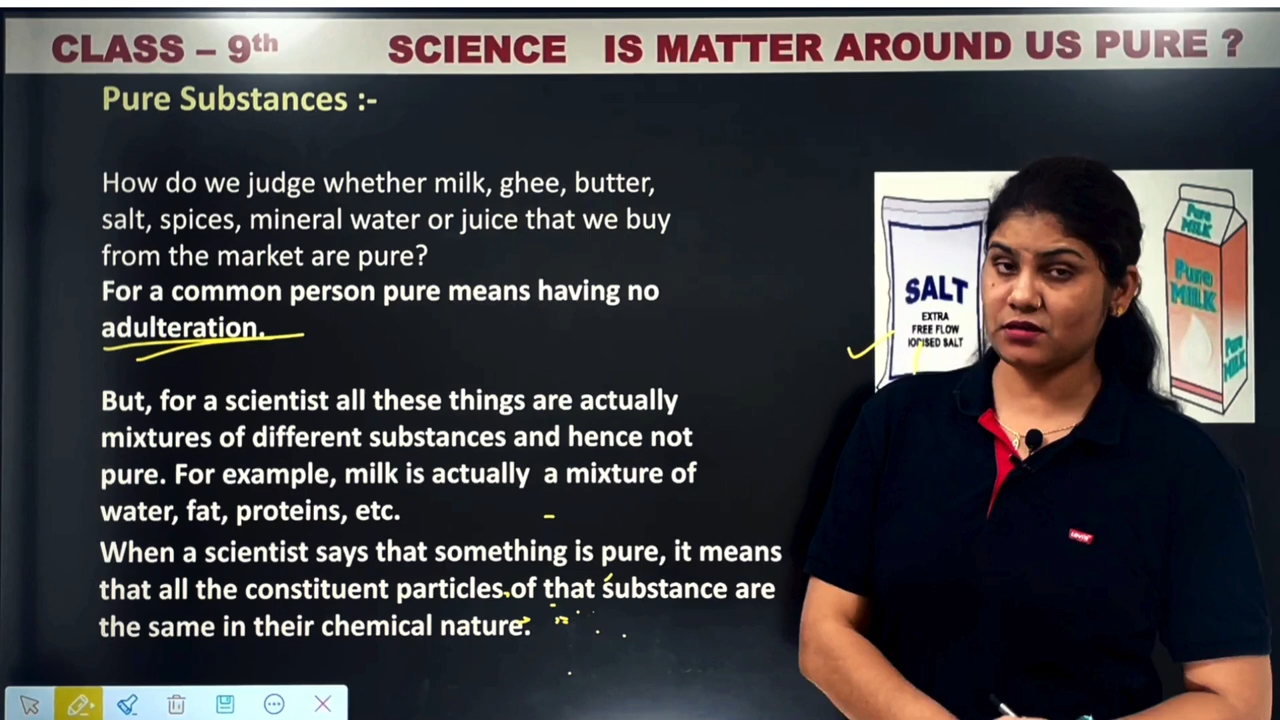 CLASS – 9th SCIENCE IS MATTER AROUND US PURE ?
Pure Substances :-
How do we judge whether milk, ghee, butter,
salt, spices, mineral water or juice that we buy
from the market are pure?
For a common person pure means having no
adulteration.
But, for a scientist all these things are actually
mixtures of different substances and hence not
pure. For example, milk is actually a mixture of
water, fat, proteins, etc.
When a scientist says that something is pure, it means
that all the constituent particles of that substance are
the same in their chemical nature.
SALT
EXTRA
FREE FLOW
IODISED SALT
Pure
MILK
Pure
MILK
Pure
MILK
Levi's